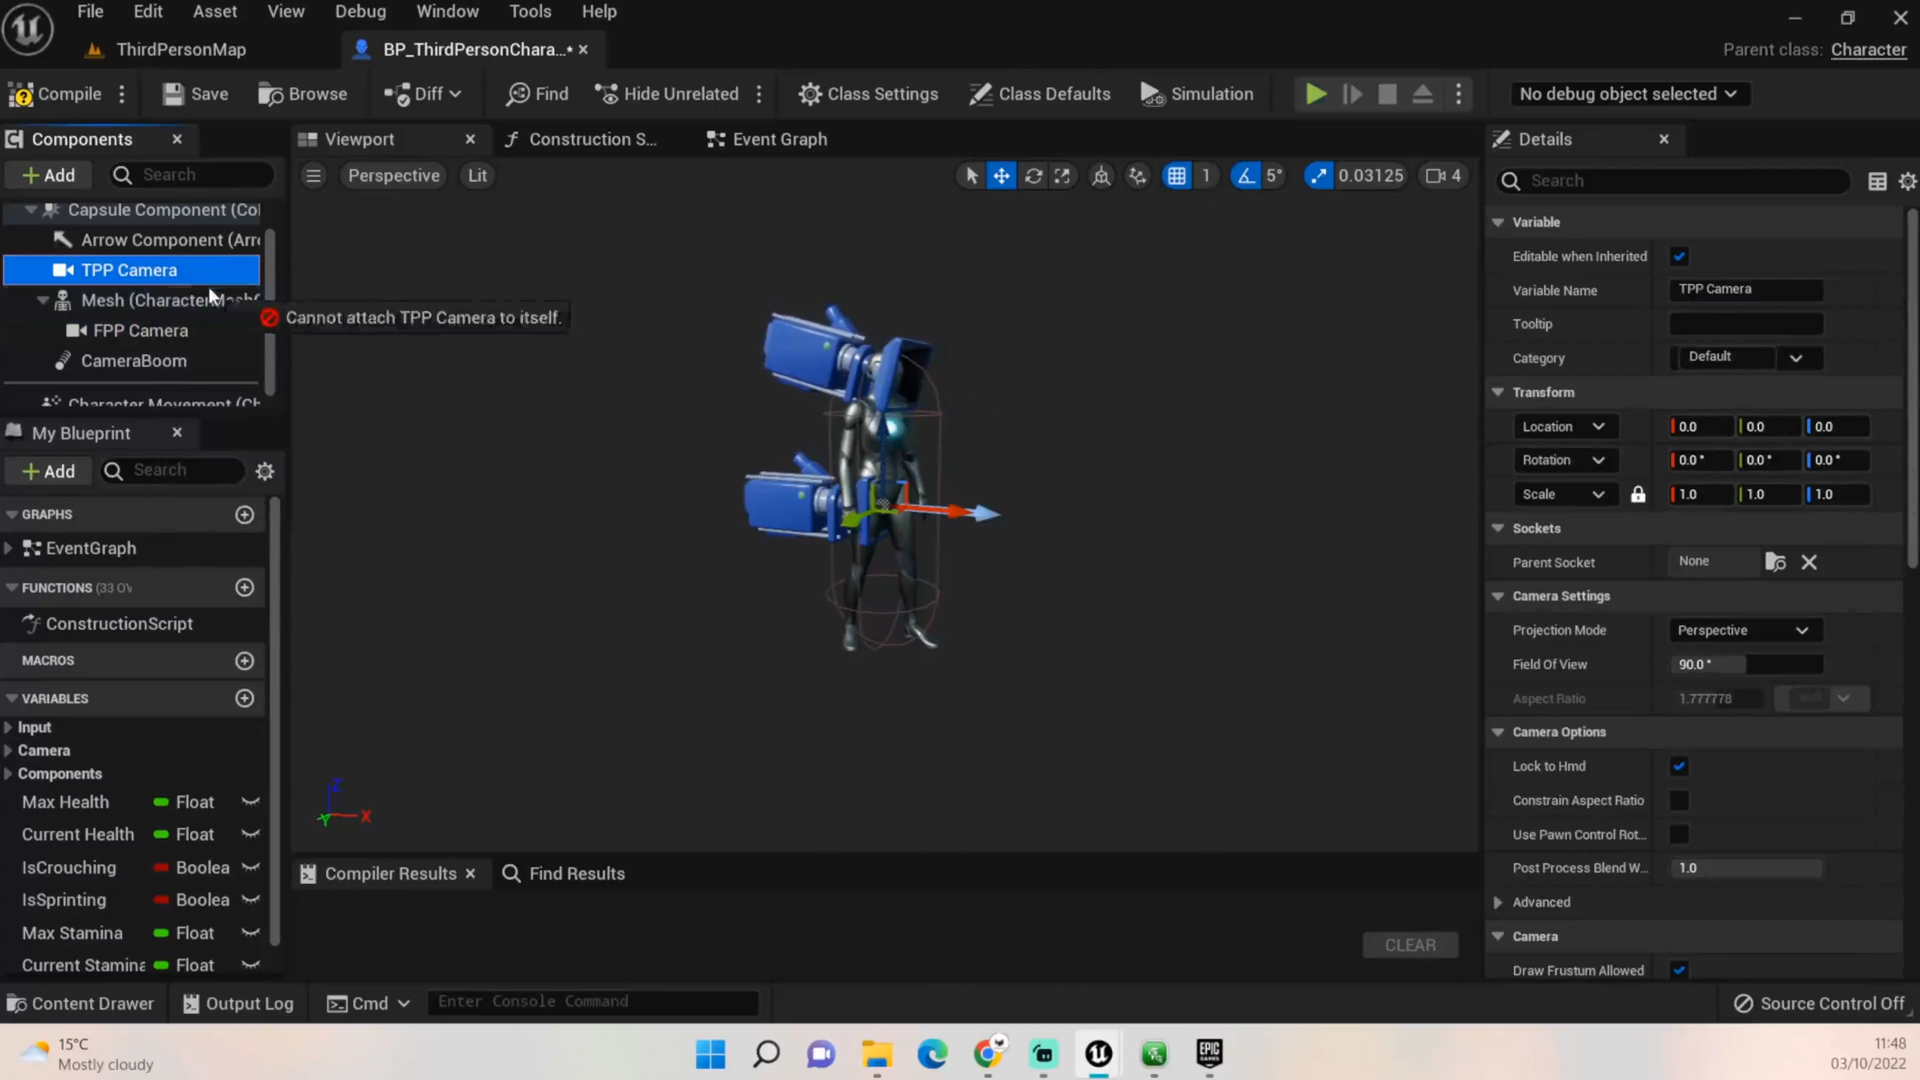 File Edit Asset View Debug Window Tools Help
ThirdPersonMap
BP_ThirdPersonChara...*
Parent class: Character
Compile Save Browse Diff Find Hide Unrelated Class Settings Class Defaults Simulation No debug object selected
Components Viewport Construction S... Event Graph Details
Add Search Perspective Lit 1 5° 0.03125 4 Search
Capsule Component (Col
Arrow Component (Arro
TPP Camera
Mesh (CharacterMesh
FPP Camera
CameraBoom
Cannot attach TPP Camera to itself.
Character Movement (Ch
My Blueprint
Add Search
GRAPHS
EventGraph
FUNCTIONS (33 OV
ConstructionScript
MACROS
VARIABLES
Input
Camera
Components
Max Health Float
Current Health Float
IsCrouching Boolea
IsSprinting Boolea
Max Stamina Float
Current Stamina Float
Z
Y
X
Compiler Results Find Results
CLEAR
Variable
Editable when Inherited
Variable Name TPP Camera
Tooltip
Category Default
Transform
Location 0.0 0.0 0.0
Rotation 0.0° 0.0° 0.0°
Scale 1.0 1.0 1.0
Sockets
Parent Socket None
Camera Settings
Projection Mode Perspective
Field Of View 90.0°
Aspect Ratio 1.777778
Camera Options
Lock to Hmd
Constrain Aspect Ratio
Use Pawn Control Rot...
Post Process Blend W... 1.0
Advanced
Camera
Draw Frustum Allowed
Content Drawer Output Log Cmd Enter Console Command Source Control Off
15°C
Mostly cloudy
EPIC
GAMES
11:48
03/10/2022